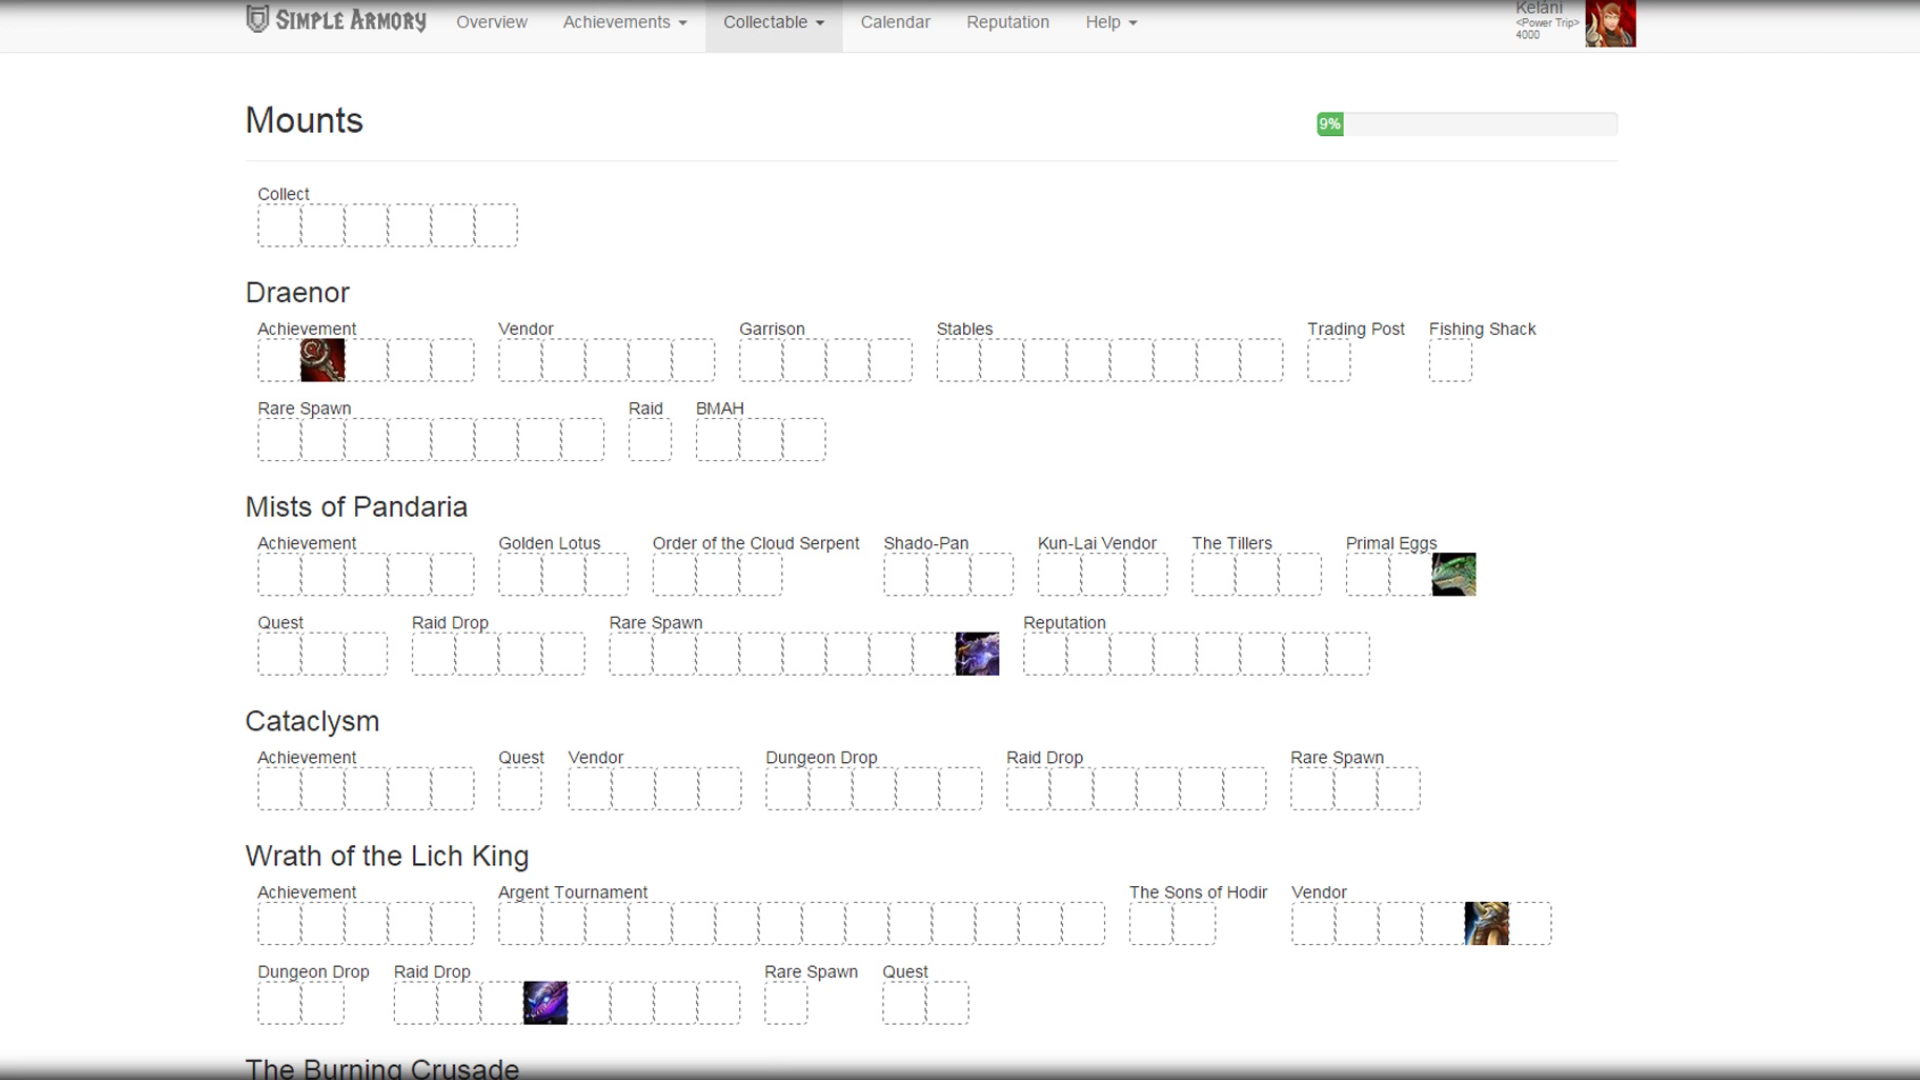 Simple Armory Overview Achievements Collectable Calendar Reputation Help
Keláni
<Power Trip>
4000
Mounts
9%
Collect
Draenor
Achievement Vendor Garrison Stables Trading Post Fishing Shack
Rare Spawn Raid BMAH
Mists of Pandaria
Achievement Golden Lotus Order of the Cloud Serpent Shado-Pan Kun-Lai Vendor The Tillers Primal Eggs
Quest Raid Drop Rare Spawn Reputation
Cataclysm
Achievement Quest Vendor Dungeon Drop Raid Drop Rare Spawn
Wrath of the Lich King
Achievement Argent Tournament The Sons of Hodir Vendor
Dungeon Drop Raid Drop Rare Spawn Quest
The Burning Crusade